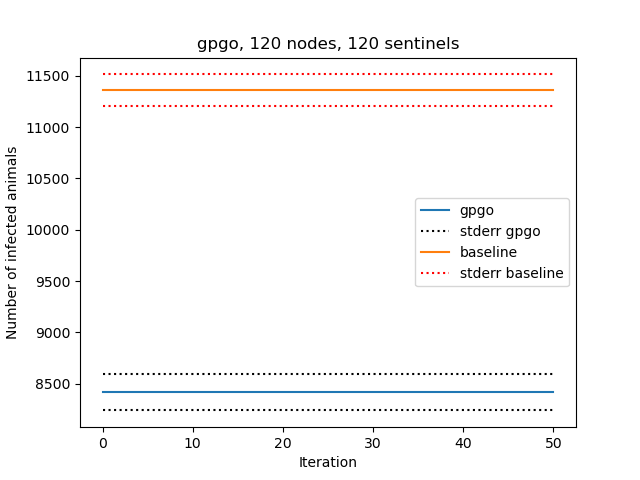 gpgo, 120 nodes, 120 sentinels
11500
11000
10500
10000
9500
9000
8500
Number of infected animals
gpgo
stderr gpgo
baseline
stderr baseline
0 10 20 30 40 50
Iteration